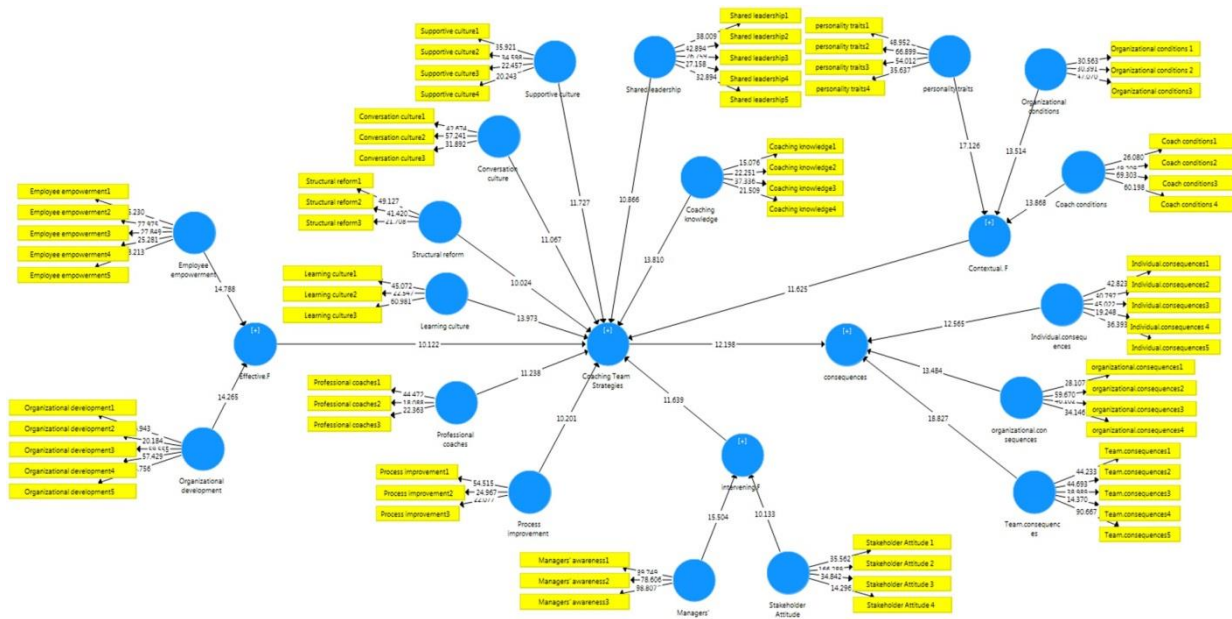 Supportive culture1
Supportive culture2
Supportive culture3
Supportive culture4
35.921
22.457
20.243
Supportive culture
Shared leadership1
Shared leadership2
Shared leadership3
Shared leadership4
Shared leadership5
38.009
42.894
27.158
32.894
Shared leadership
personality traits1
personality traits2
personality traits3
personality traits4
48.952
66.899
54.012
35.637
personality traits
Organizational conditions 1
Organizational conditions 2
Organizational conditions3
30.563
30.391
47.070
Organizational conditions
Conversation culture1
Conversation culture2
Conversation culture3
57.241
31.892
Conversation culture
Coaching knowledge1
Coaching knowledge2
Coaching knowledge3
Coaching knowledge4
15.076
22.251
37.336
21.509
Coaching knowledge
Coach conditions1
Coach conditions2
Coach conditions3
Coach conditions 4
26.080
69.303
60.198
Coach conditions
Structural reform1
Structural reform2
Structural reform3
49.127
41.420
21.708
Structural reform
Employee empowerment1
Employee empowerment2
Employee empowerment3
Employee empowerment4
Employee empowerment5
27.849
25.281
Employee empowerment
Learning culture1
Learning culture2
Learning culture3
45.072
60.981
Learning culture
11.727
10.866
17.126
13.514
13.868
11.067
13.810
10.024
14.788
13.973
11.625
[+]
Contextual. F
Individual.consequences1
Individual.consequences2
Individual.consequences3
Individual.consequences 4
Individual.consequences5
42.823
45.022
19.248
36.393
Individual.consequences
12.565
[+]
Effective.F
10.122
[+]
Coaching Team Strategies
12.198
[+]
consequences
Professional coaches1
Professional coaches2
Professional coaches3
44.472
18.088
22.363
Professional coaches
11.238
13.484
organizational.consequences1
organizational.consequences2
organizational.consequences3
organizational.consequences4
28.107
59.670
34.146
organizational.consequences
14.265
10.201
11.639
18.827
Organizational development1
Organizational development2
Organizational development3
Organizational development4
Organizational development5
20.184
57.429
Organizational development
Process improvement1
Process improvement2
Process improvement3
54.515
24.967
22.077
Process improvement
[+]
intervening.F
Team.consequences1
Team.consequences2
Team.consequences3
Team.consequences4
Team.consequences5
44.233
44.693
14.370
90.667
Team.consequences
15.504
10.133
Managers' awareness1
Managers' awareness2
Managers' awareness3
78.606
98.807
Managers'
Stakeholder Attitude 1
Stakeholder Attitude 2
Stakeholder Attitude 3
Stakeholder Attitude 4
35.562
34.842
14.296
Stakeholder Attitude